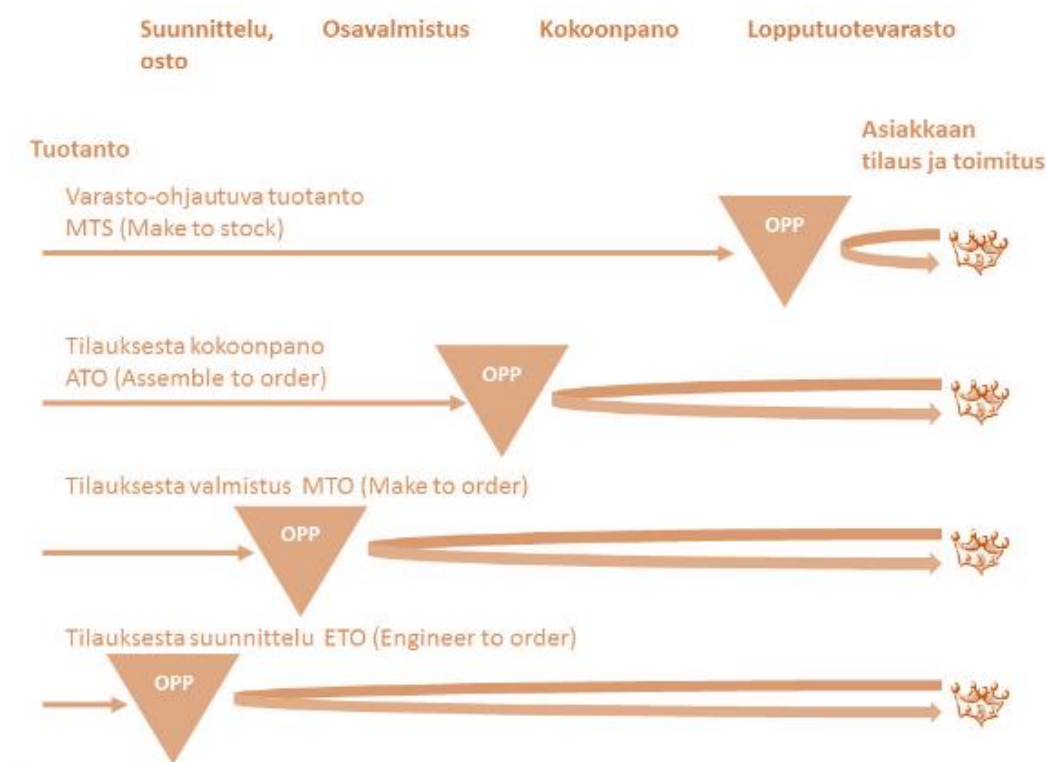 Suunnittelu,
osto
Osavalmistus
Kokoonpano
Lopputuotevarasto
Asiakkaan
tilaus ja toimitus
Tuotanto
Varasto-ohjautuva tuotanto
MTS (Make to stock)
OPP
Tilauksesta kokoonpano
ATO (Assemble to order)
OPP
Tilauksesta valmistus MTO (Make to order)
OPP
Tilauksesta suunnittelu ETO (Engineer to order)
OPP